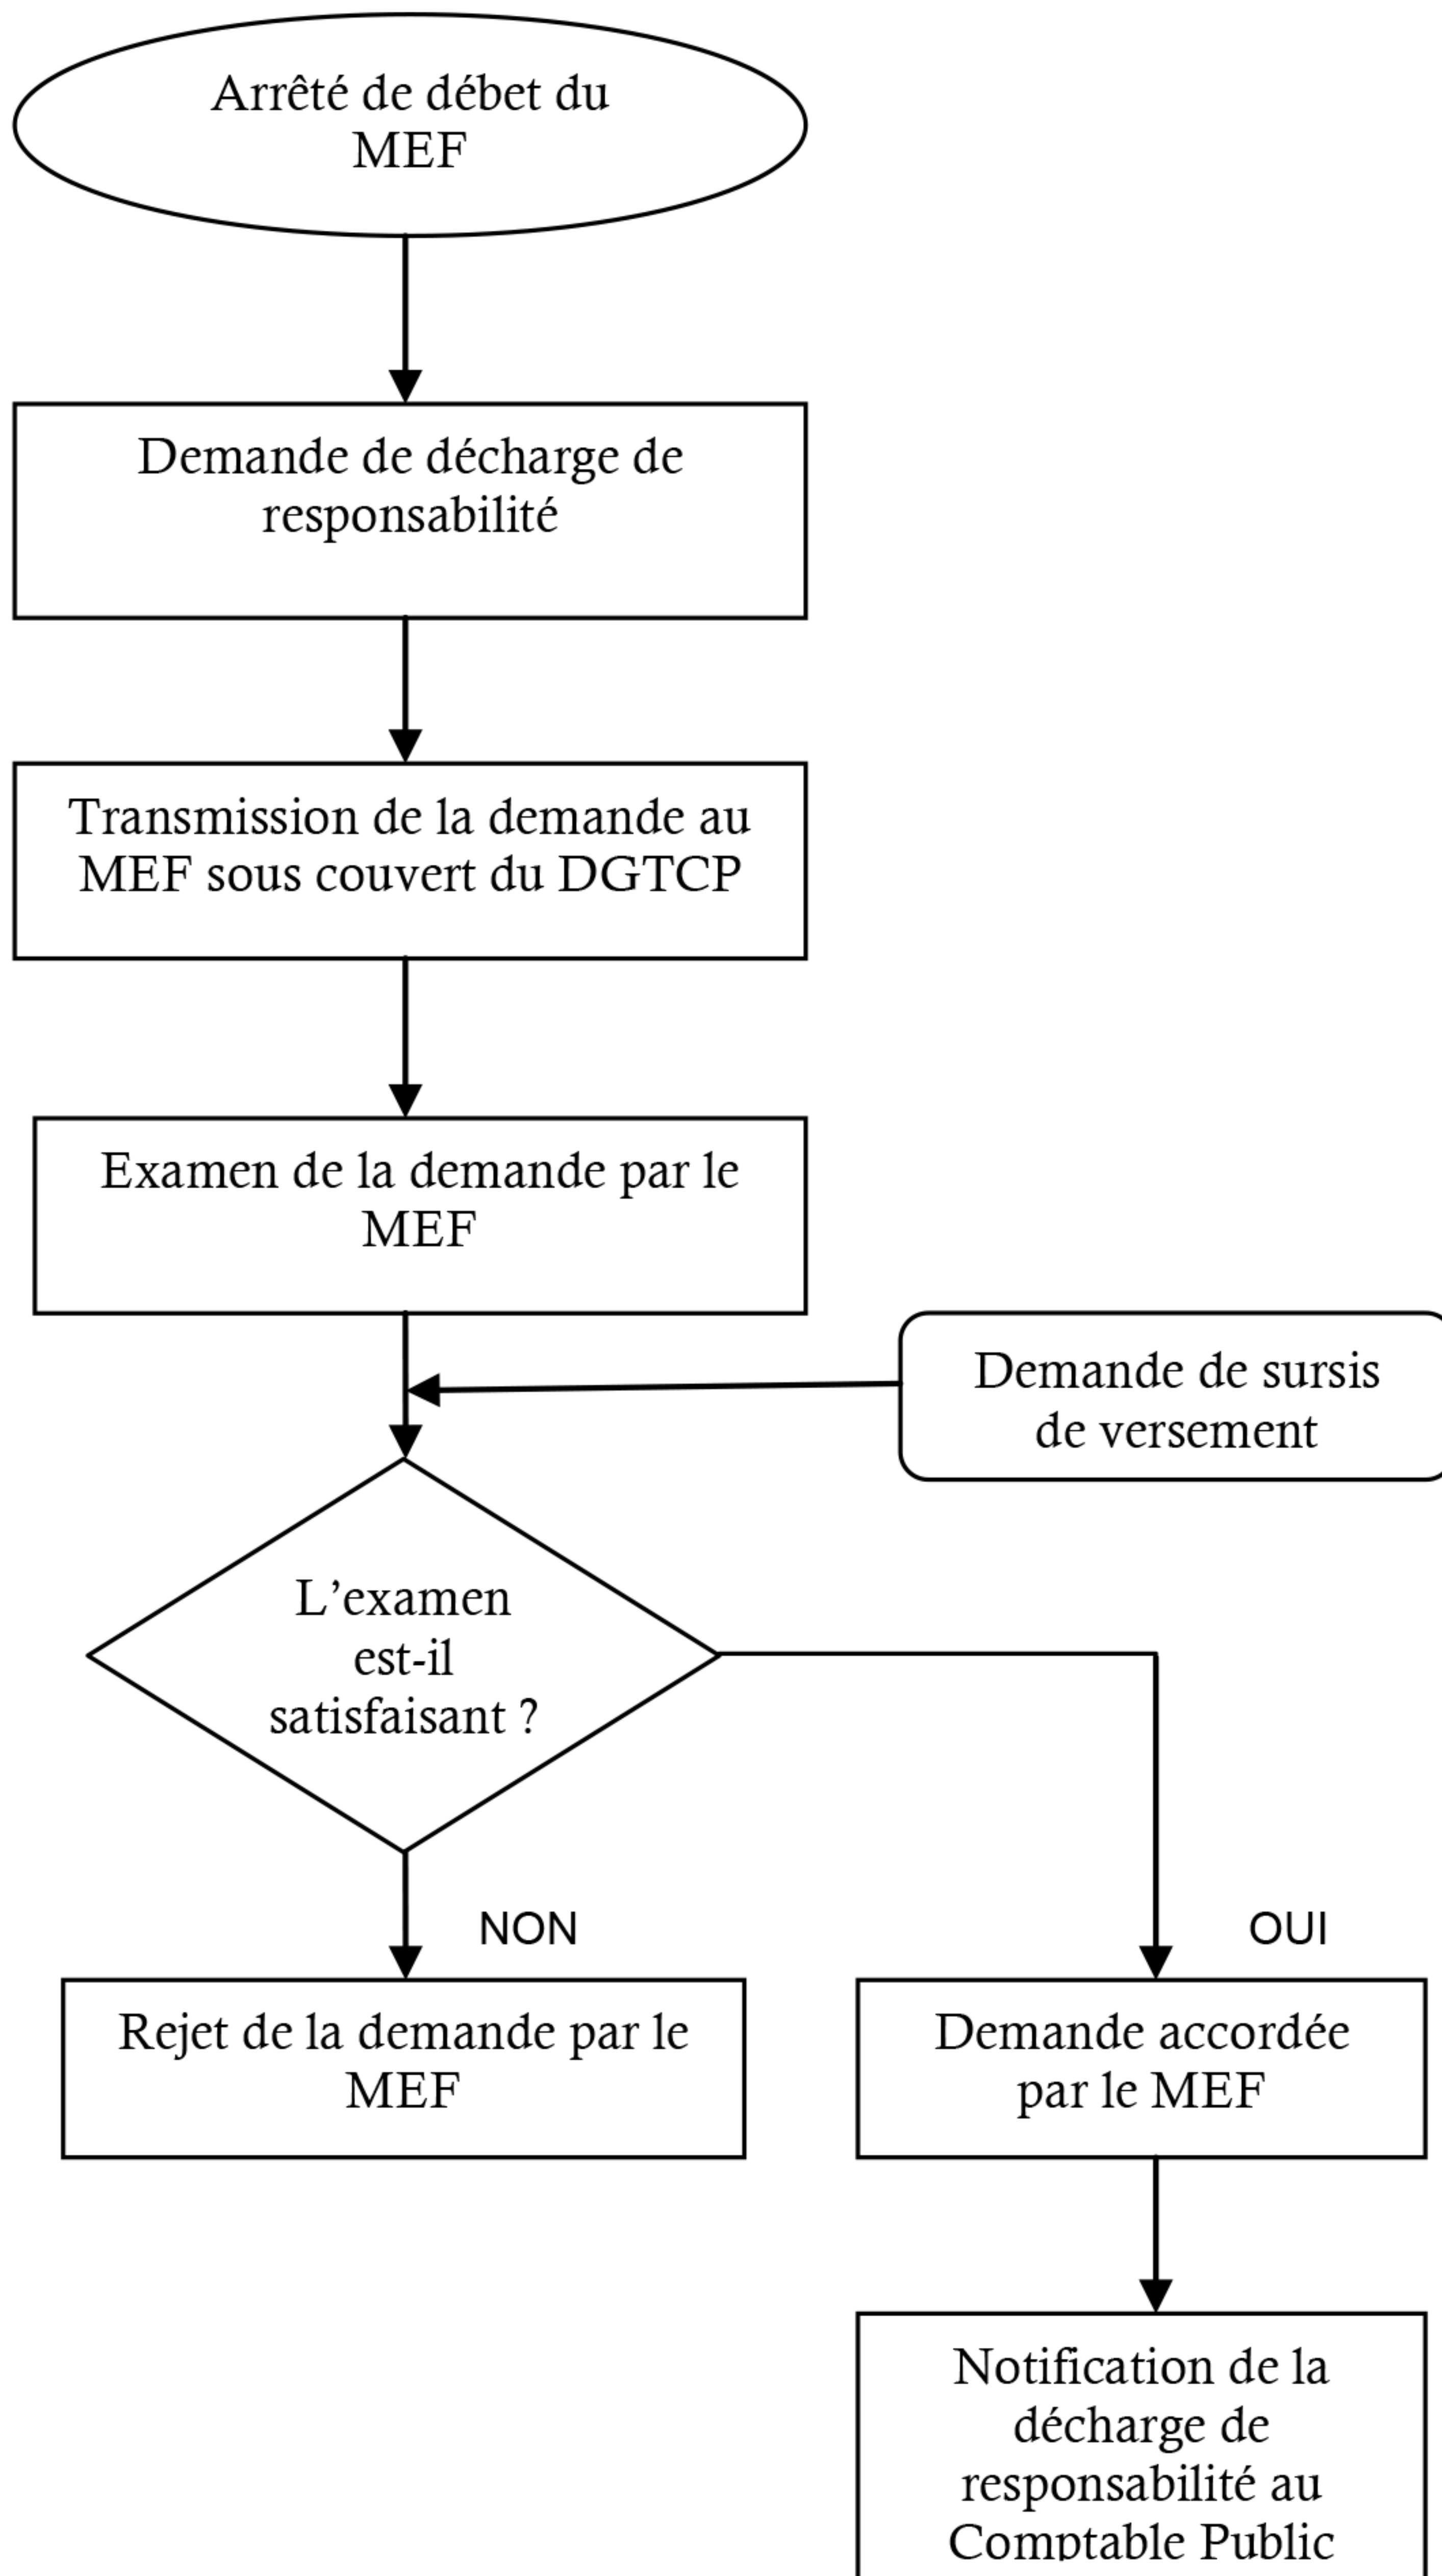 Arrêté de débet du
MEF
Demande de décharge de
responsabilité
Transmission de la demande au
MEF sous couvert du DGTCP
Examen de la demande par le
MEF
Demande de sursis
de versement
L’examen
est-il
satisfaisant ?
NON
OUI
Rejet de la demande par le
MEF
Demande accordée
par le MEF
Notification de la
décharge de
responsabilité au
Comptable Public